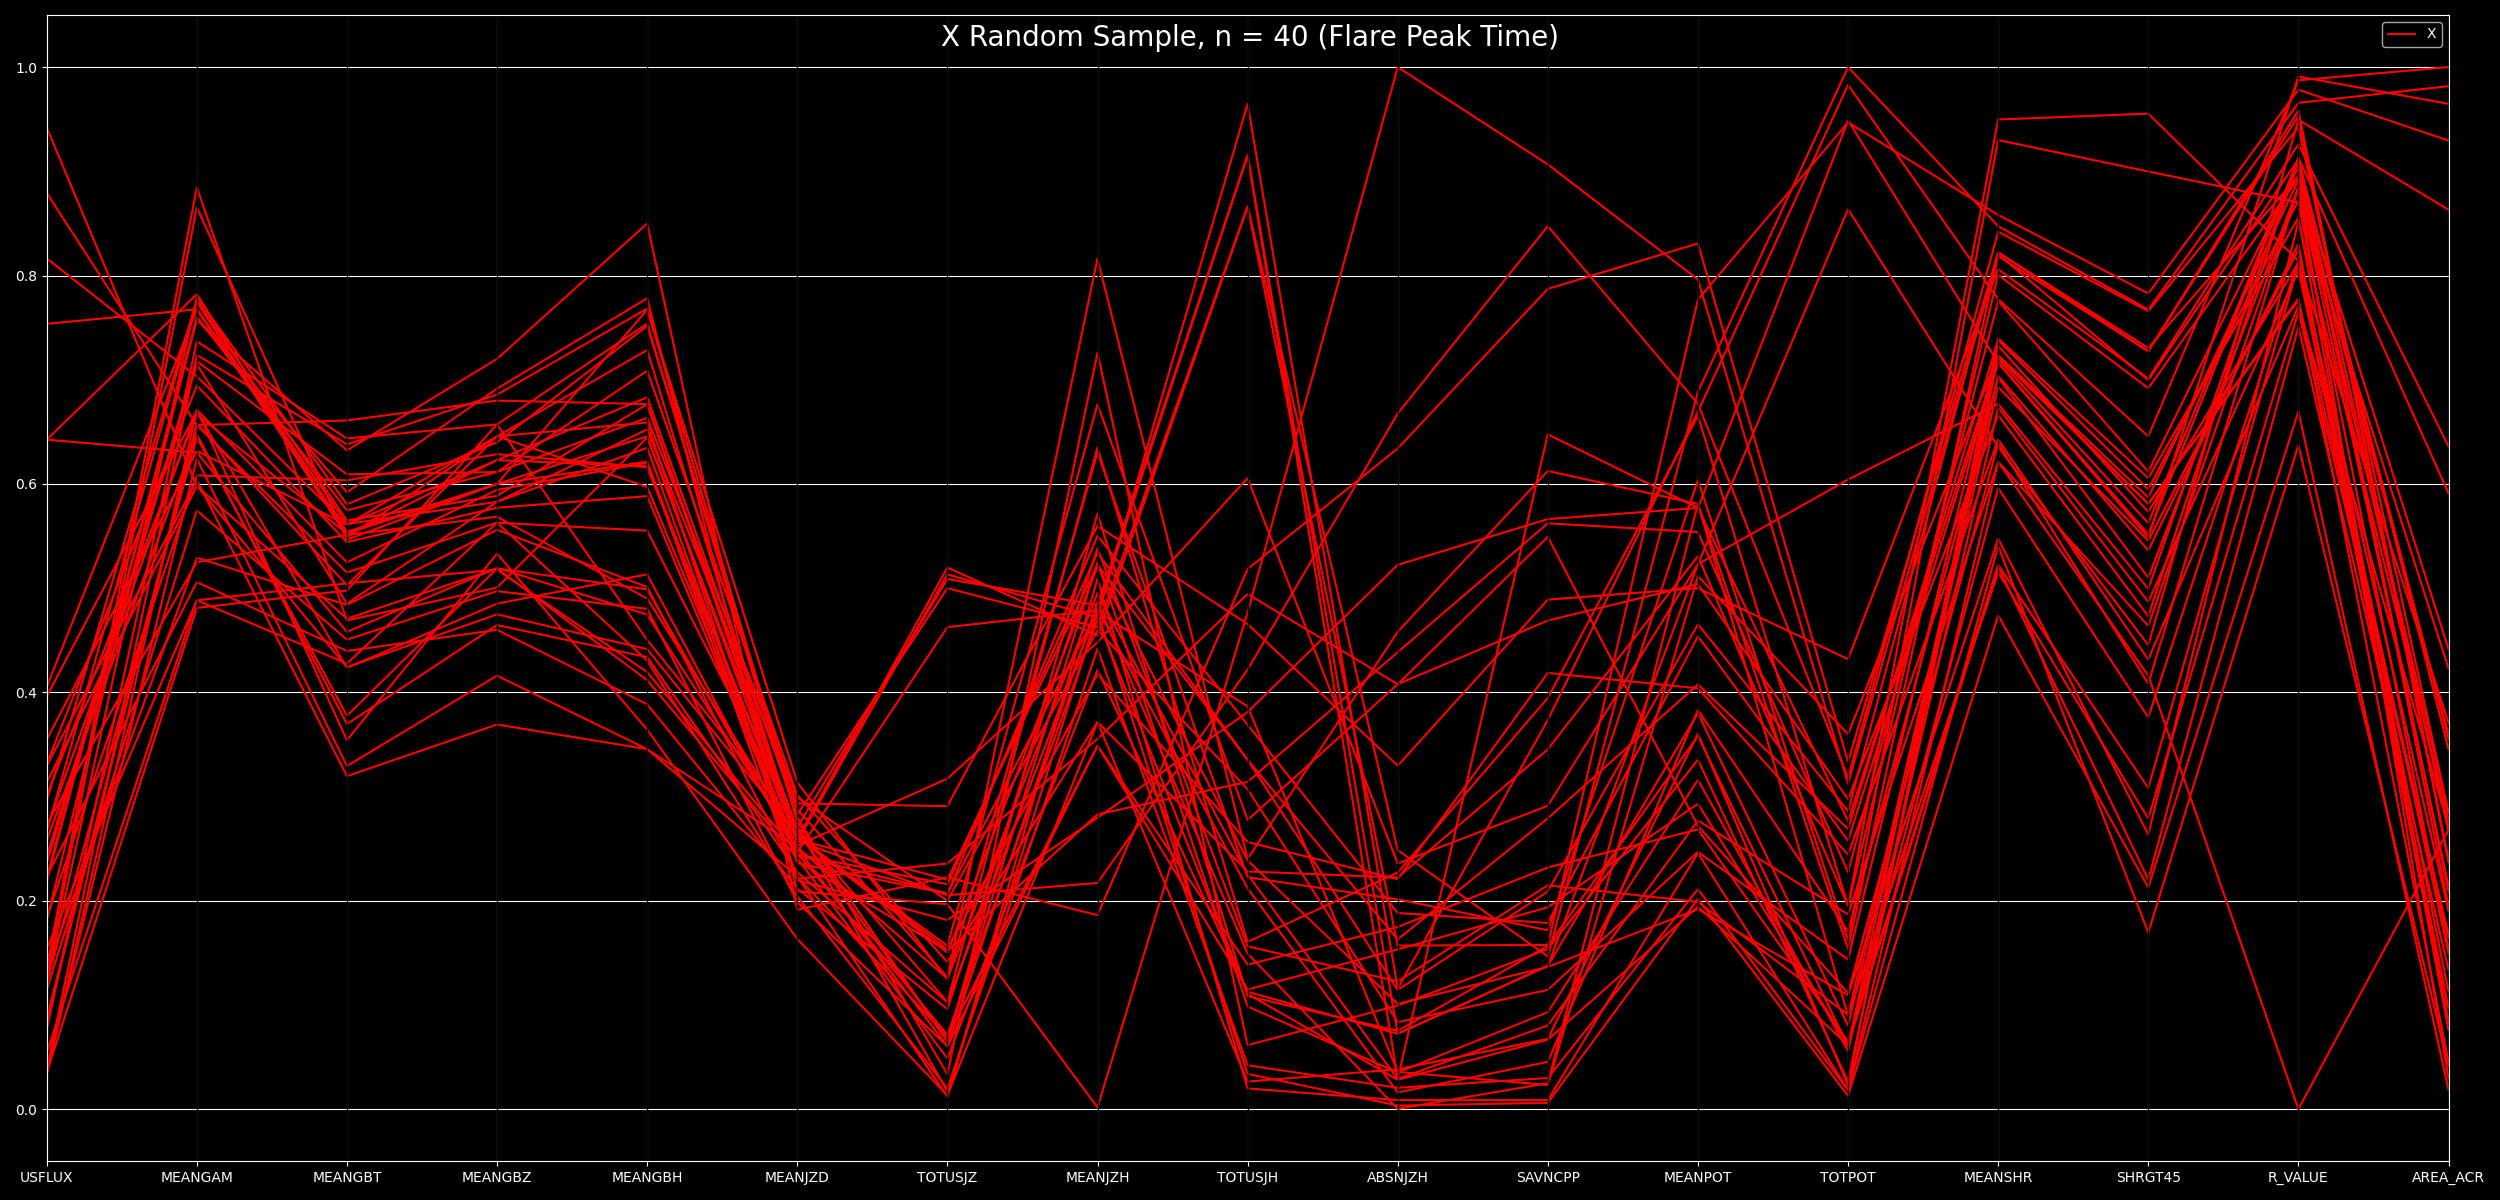 X Random Sample, n = 40 (Flare Peak Time)
X
1.0
0.8
0.6
0.4
0.2
0.0
USFLUX MEANGAM MEANGBT MEANGBZ MEANGBH MEANJZD TOTUSJZ MEANJZH TOTUSJH ABSNJZH SAVNCPP MEANPOT TOTPOT MEANSHR SHRGT45 R_VALUE AREA_ACR